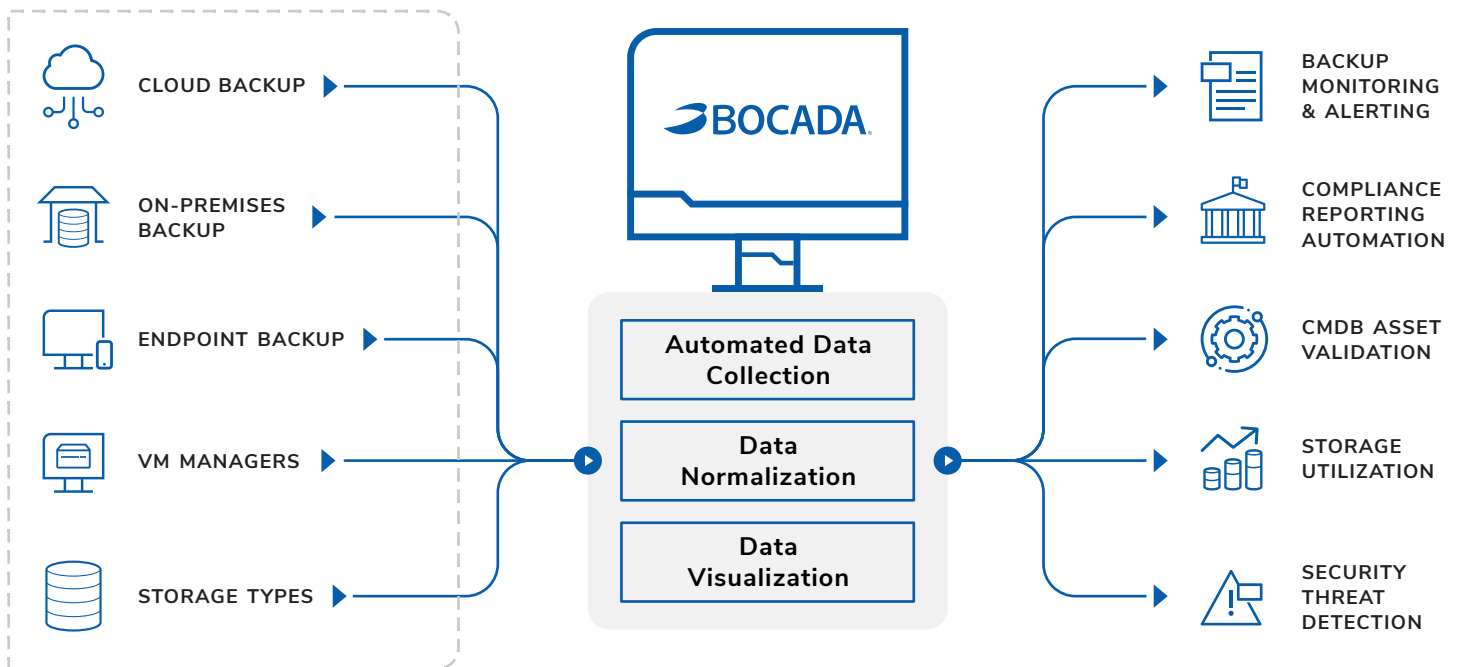 CLOUD BACKUP
ON-PREMISES
BACKUP
ENDPOINT BACKUP
VM MANAGERS
STORAGE TYPES
BOCADA®
Automated Data
Collection
Data
Normalization
Data
Visualization
BACKUP
MONITORING
& ALERTING
COMPLIANCE
REPORTING
AUTOMATION
CMDB ASSET
VALIDATION
STORAGE
UTILIZATION
SECURITY
THREAT
DETECTION